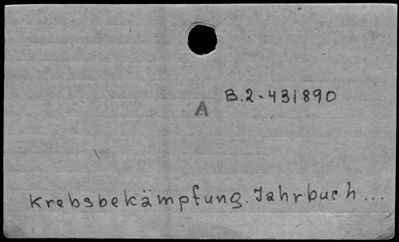 B.2-431890
A
Krebsbekämpfung. Jahrbuch...